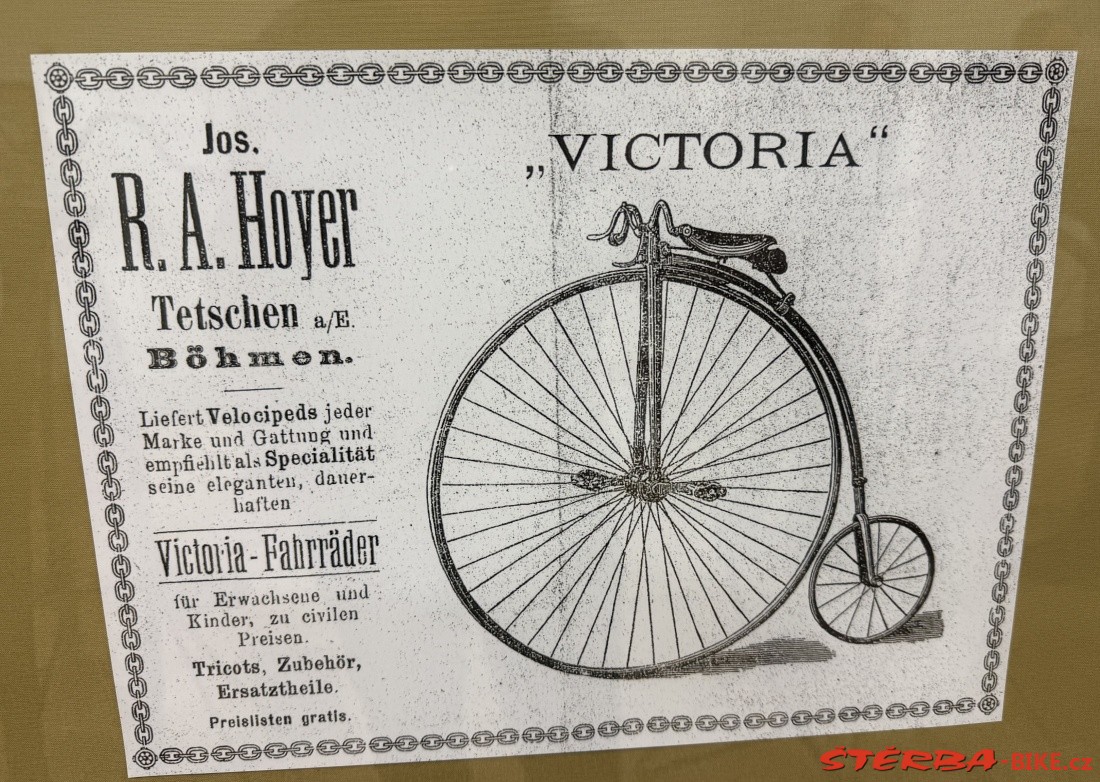 Jos.
R. A. Hoyer
Tetschen a/E.
Böhmen.
Liefert Velocipeds jeder
Marke und Gattung und
empfiehlt als Specialität
seine eleganten, dauer-
haften
Victoria-Fahrräder
für Erwachsene und
Kinder, zu civilen
Preisen.
Tricots, Zubehör,
Ersatztheile.
Preislisten gratis.
„VICTORIA“
ŠTĚRBA-BIKE.cz